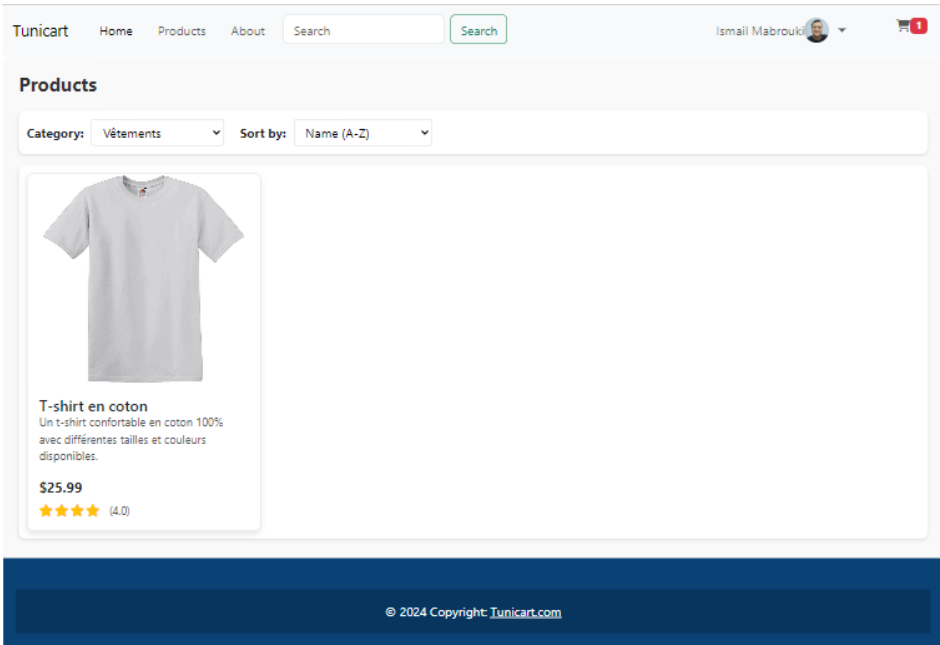 Tunicart Home Products About Search Search Ismail Mabrouki 1
Products
Category: Vêtements Sort by: Name (A-Z)
T-shirt en coton
Un t-shirt confortable en coton 100%
avec différentes tailles et couleurs
disponibles.
$25.99
(4.0)
© 2024 Copyright: Tunicart.com